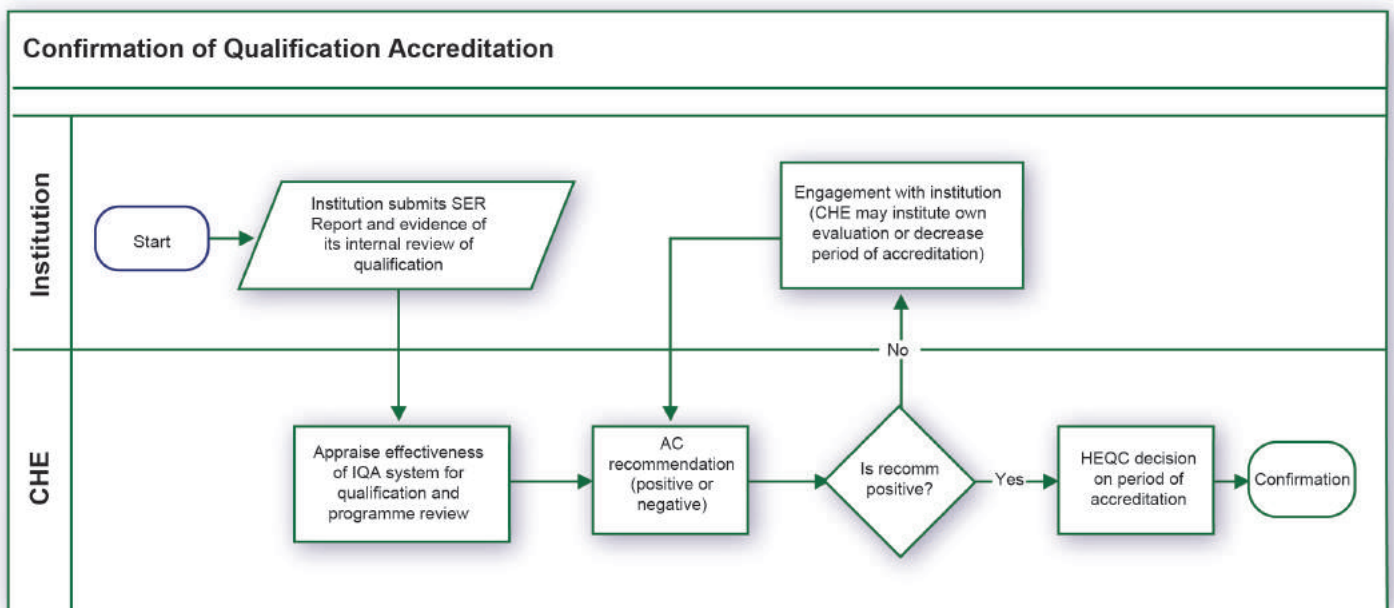 Confirmation of Qualification Accreditation
Institution
Start
Institution submits SER
Report and evidence of
its internal review of
qualification
Engagement with institution
(CHE may institute own
evaluation or decrease
period of accreditation)
No
CHE
Appraise effectiveness
of IQA system for
qualification and
programme review
AC
recommendation
(positive or
negative)
Is recomm
positive?
Yes
HEQC decision
on period of
accreditation
Confirmation